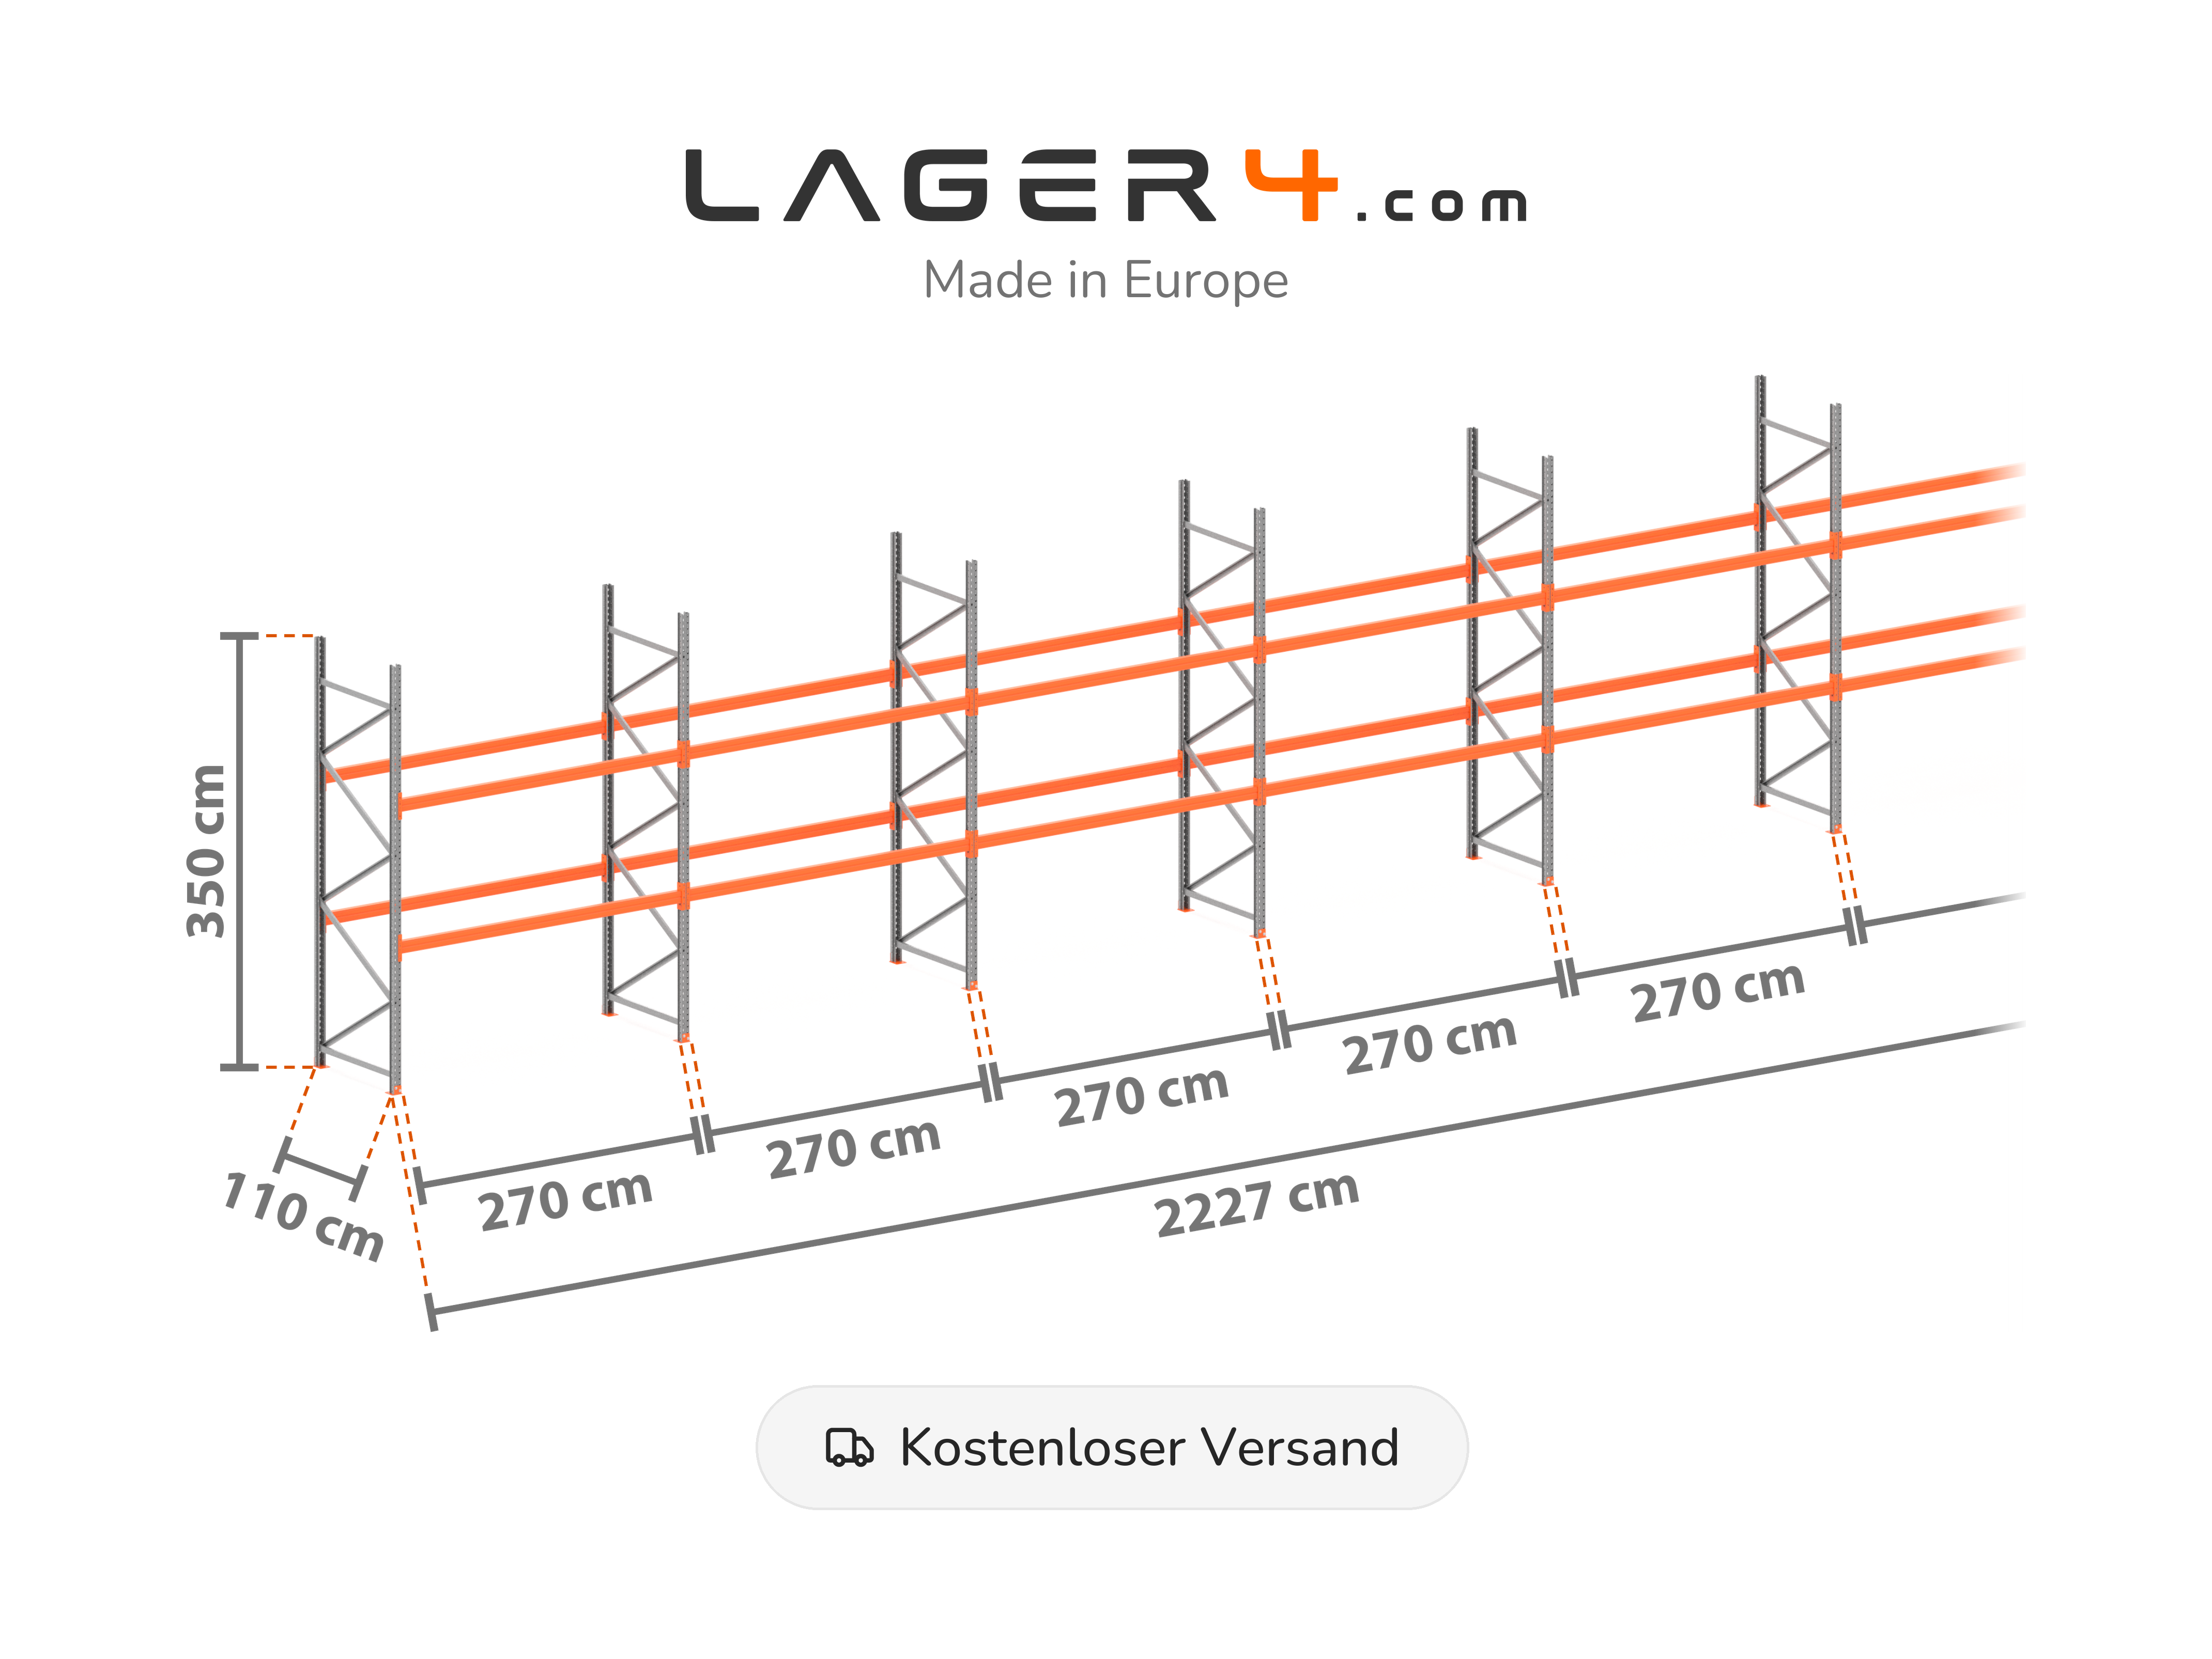 LAGER4.com
Made in Europe
350 cm
110 cm
270 cm
270 cm
270 cm
270 cm
270 cm
2227 cm
Kostenloser Versand